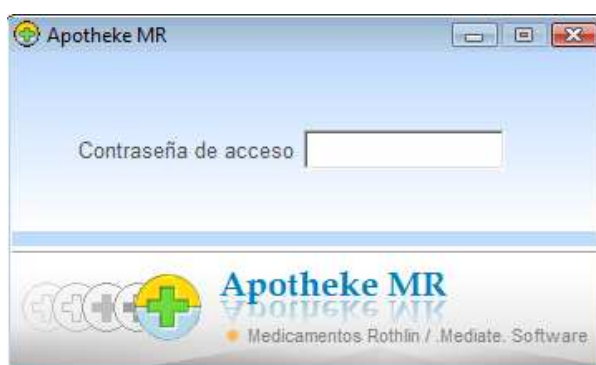 Apotheke MR
Contraseña de acceso
Apotheke MR
Medicamentos Rothlin / .Mediate. Software